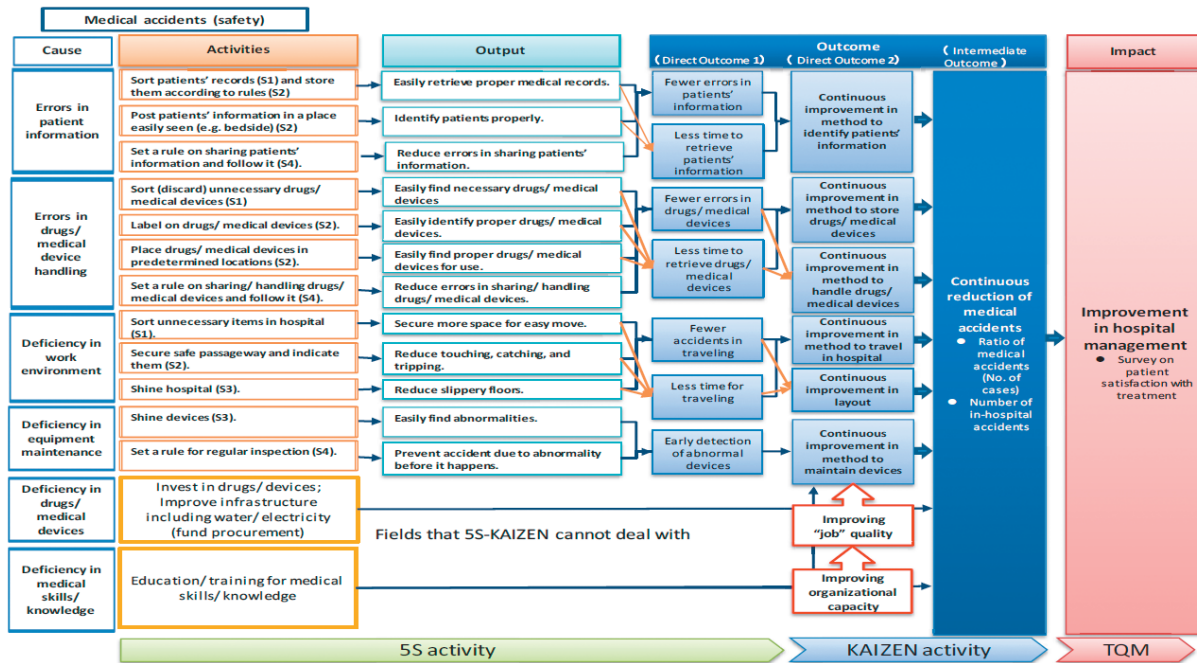 Medical accidents (safety)
Cause
Activities
Output
Outcome
( Direct Outcome 1)
( Direct Outcome 2)
( Intermediate
Outcome)
Impact
Errors in
patient
information
Sort patients' records (S1) and store
them according to rules (S2)
Post patients' information in a place
easily seen (e.g. bedside) (S2)
Set a rule on sharing patients'
information and follow it (S4).
Easily retrieve proper medical records.
Identify patients properly.
Reduce errors in sharing patients'
information.
Fewer errors in
patients'
information
Less time to
retrieve
patients'
information
Continuous
improvement in
method to
identify patients'
information
Errors in
drugs/
medical
device
handling
Sort (discard) unnecessary drugs/
medical devices (S1)
Label on drugs/ medical devices (S2).
Place drugs/ medical devices in
predetermined locations (S2).
Set a rule on sharing/ handling drugs/
medical devices and follow it (S4).
Easily find necessary drugs/ medical
devices
Easily identify proper drugs/ medical
devices.
Easily find proper drugs/ medical
devices for use.
Reduce errors in sharing/ handling
drugs/ medical devices.
Fewer errors in
drugs/ medical
devices
Less time to
retrieve drugs/
medical devices
Continuous
improvement in
method to store
drugs/ medical
devices
Continuous
improvement in
method to
handle drugs/
medical devices
Deficiency in
work
environment
Sort unnecessary items in hospital
(S1).
Secure safe passageway and indicate
them (S2).
Shine hospital (S3).
Secure more space for easy move.
Reduce touching, catching, and
tripping.
Reduce slippery floors.
Fewer
accidents in
traveling
Less time for
traveling
Continuous
improvement in
method to travel
in hospital
Continuous
improvement in
layout
Deficiency in
equipment
maintenance
Shine devices (S3).
Set a rule for regular inspection (S4).
Easily find abnormalities.
Prevent accident due to abnormality
before it happens.
Early detection
of abnormal
devices
Continuous
improvement in
method to
maintain devices
Continuous
reduction of
medical
accidents
● Ratio of
medical
accidents
(No. of
cases)
● Number of
in-hospital
accidents
Improvement
in hospital
management
● Survey on
patient
satisfaction with
treatment
Deficiency in
drugs/
medical
devices
Invest in drugs/ devices;
Improve infrastructure
including water/ electricity
(fund procurement)
Fields that 5S-KAIZEN cannot deal with
Improving
"job" quality
Deficiency in
medical skills/
knowledge
Education/ training for medical
skills/ knowledge
Improving
organizational
capacity
5S activity
KAIZEN activity
TQM